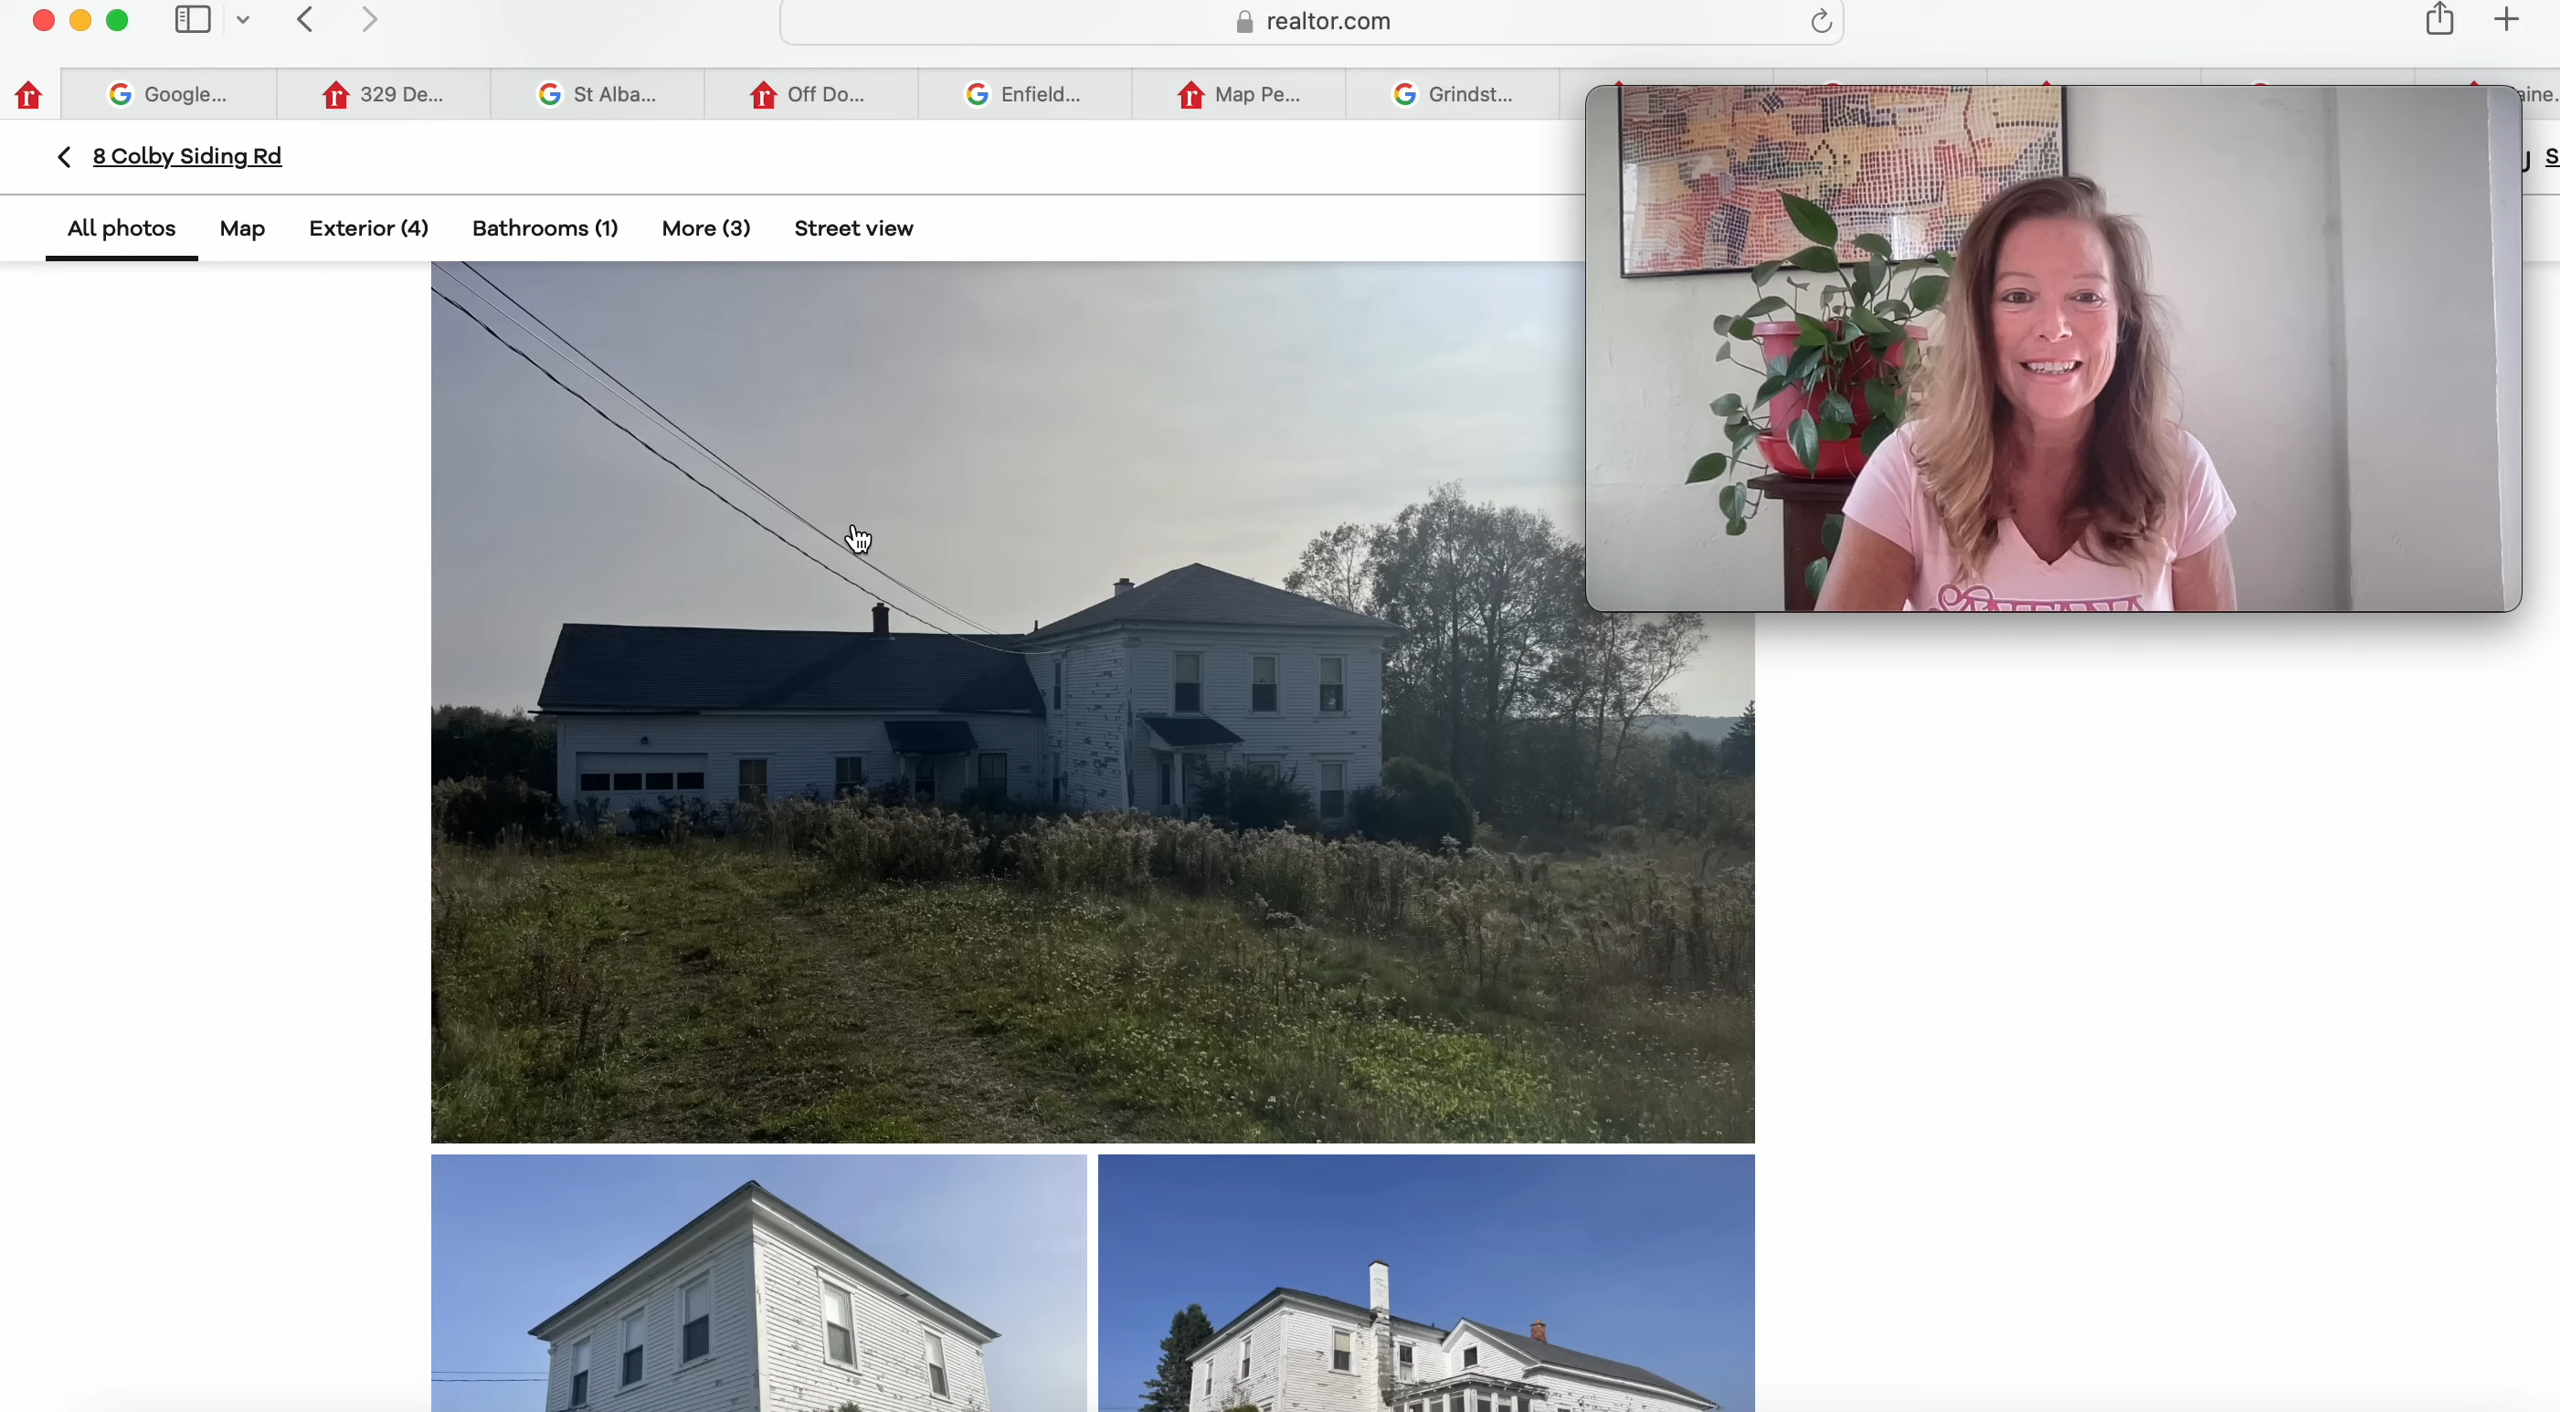 realtor.com
Google...
329 De...
St Alba...
Off Do...
Enfield...
Map Pe...
Grindst...
aine.
8 Colby Siding Rd
S
All photos
Map
Exterior (4)
Bathrooms (1)
More (3)
Street view